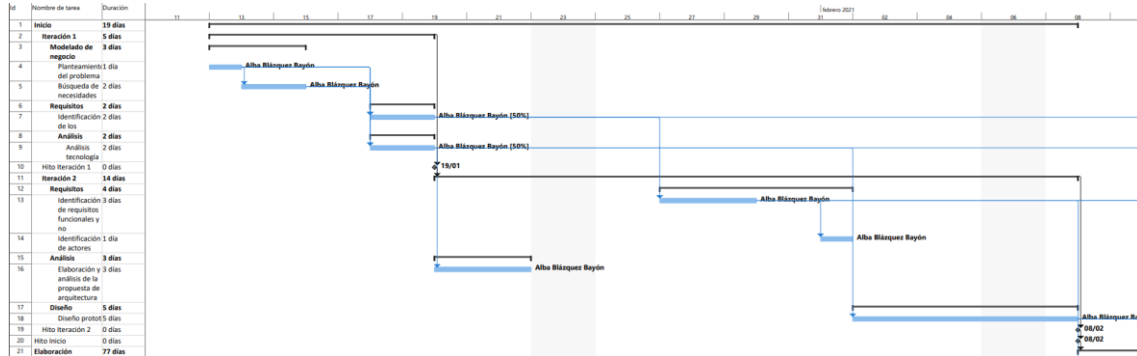 Id Nombre de tarea Duración
febrero 2021
11 13 15 17 19 21 23 25 27 29 31 02 04 06 08
1 Inicio 19 días
2 Iteración 1 5 días
3 Modelado de 3 días
negocio
4 Planteamient 1 día
del problema
Alba Blázquez Bayón
5 Búsqueda de 2 días
necesidades
Alba Blázquez Bayón
6 Requisitos 2 días
7 Identificación 2 días
de los
Alba Blázquez Bayón [50%]
8 Análisis 2 días
9 Análisis 2 días
tecnología
Alba Blázquez Bayón [50%]
10 Hito Iteración 1 0 días
19/01
11 Iteración 2 14 días
12 Requisitos 4 días
13 Identificación 3 días
de requisitos
funcionales y
no
Alba Blázquez Bayón
14 Identificación 1 día
de actores
Alba Blázquez Bayón
15 Análisis 3 días
16 Elaboración y 3 días
análisis de la
propuesta de
arquitectura
Alba Blázquez Bayón
17 Diseño 5 días
18 Diseño protot 5 días
Alba Blázquez Ba
19 Hito Iteración 2 0 días
08/02
20 Hito Inicio 0 días
08/02
21 Elaboración 77 días